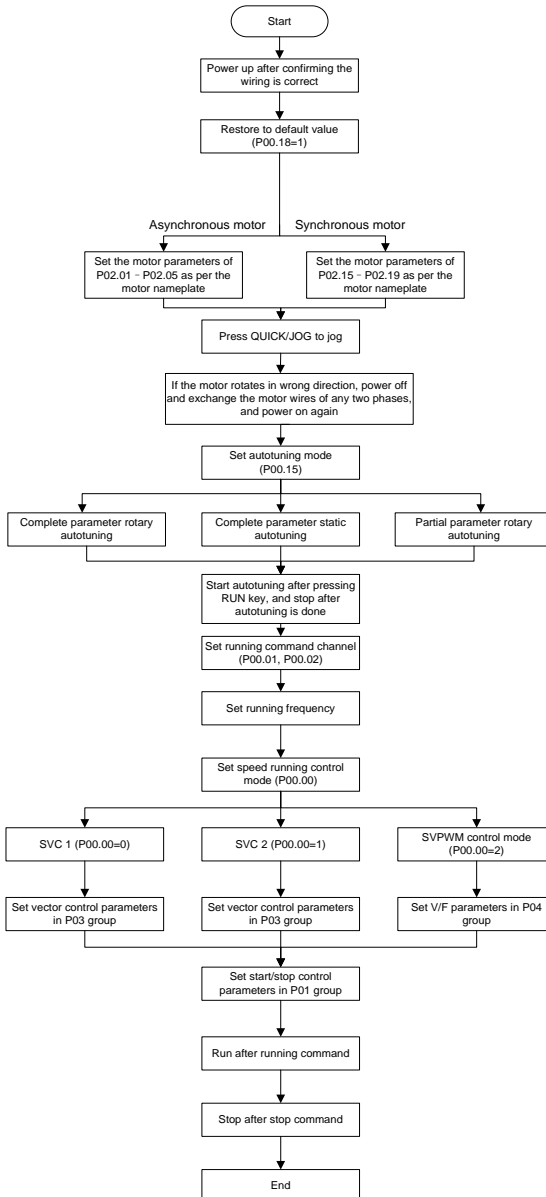 Start
Power up after confirming the
wiring is correct
Restore to default value
(P00.18=1)
Asynchronous motor
Synchronous motor
Set the motor parameters of
P02.01－P02.05 as per the
motor nameplate
Set the motor parameters of
P02.15－P02.19 as per the
motor nameplate
Press QUICK/JOG to jog
If the motor rotates in wrong direction, power off
and exchange the motor wires of any two phases,
and power on again
Set autotuning mode
(P00.15)
Complete parameter rotary
autotuning
Complete parameter static
autotuning
Partial parameter rotary
autotuning
Start autotuning after pressing
RUN key, and stop after
autotuning is done
Set running command channel
(P00.01, P00.02)
Set running frequency
Set speed running control
mode (P00.00)
SVC 1 (P00.00=0)
SVC 2 (P00.00=1)
SVPWM control mode
(P00.00=2)
Set vector control parameters
in P03 group
Set vector control parameters
in P03 group
Set V/F parameters in P04
group
Set start/stop control
parameters in P01 group
Run after running command
Stop after stop command
End